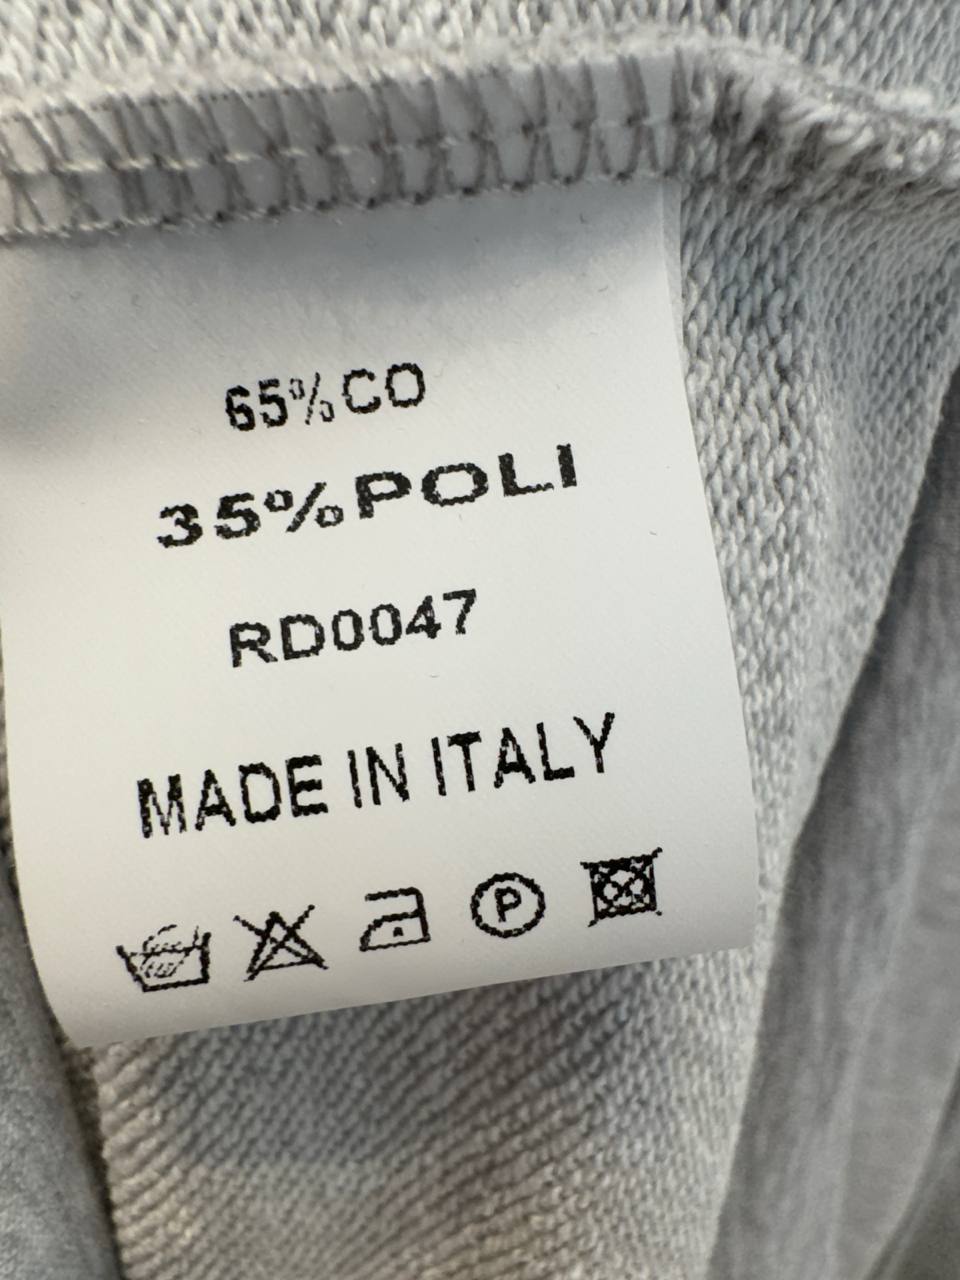 65%CO
35%POLI
RD0047
MADE IN ITALY
P